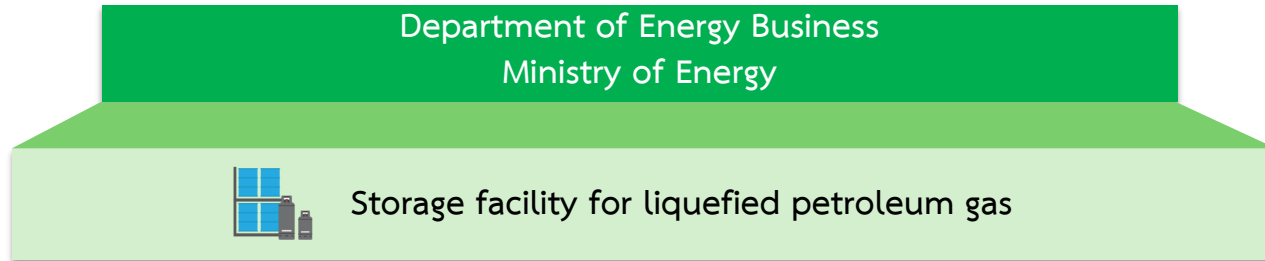 Department of Energy Business
Ministry of Energy
Storage facility for liquefied petroleum gas